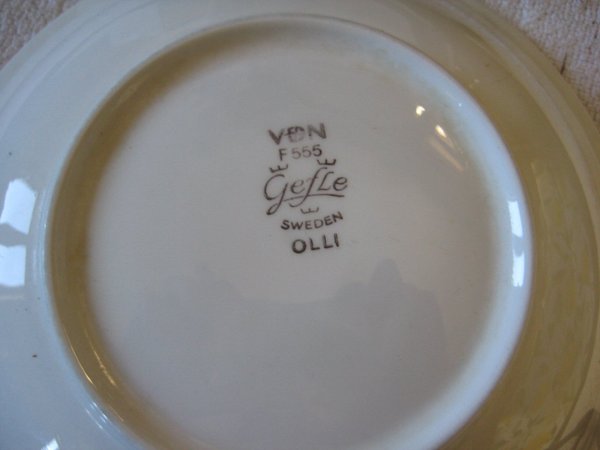 VDN
F 555
Gefle
SWEDEN
OLLI